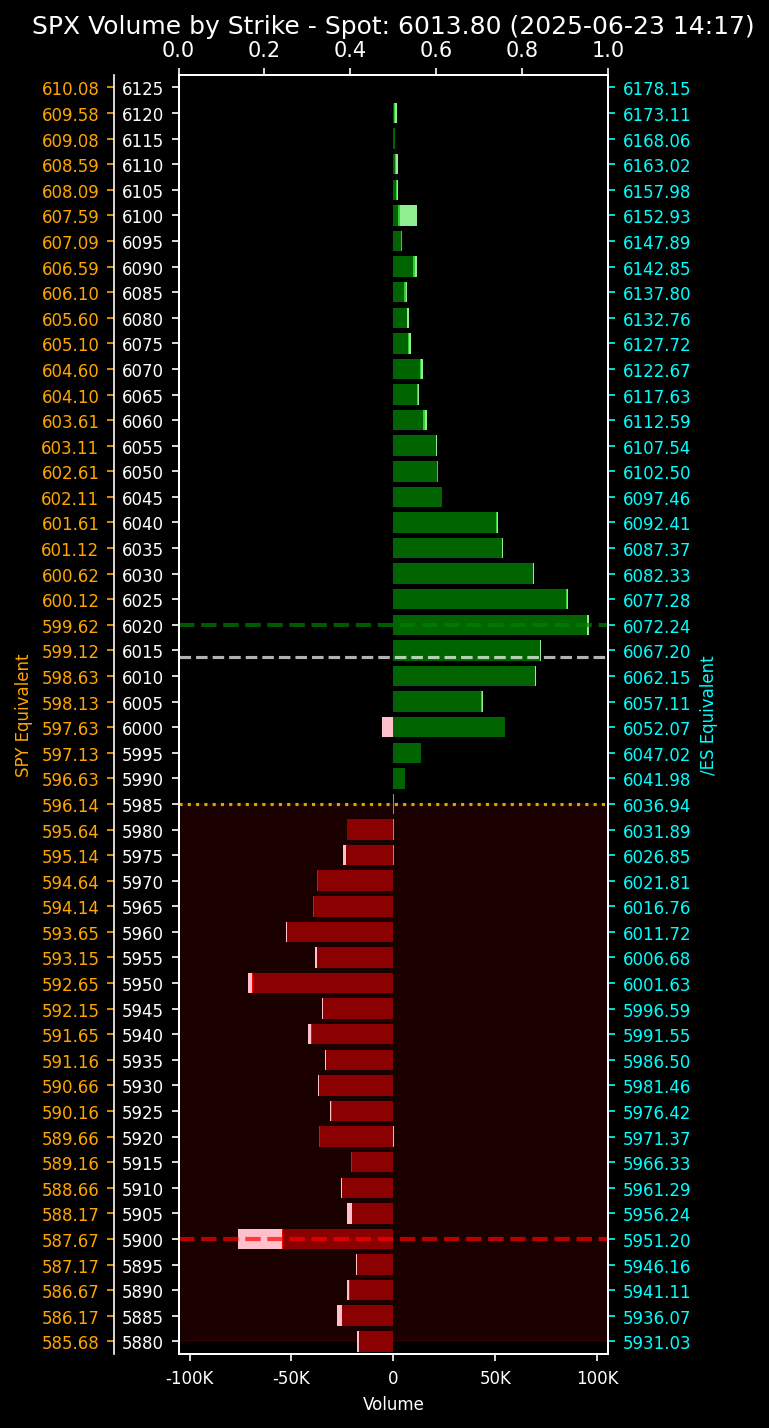 SPX Volume by Strike - Spot: 6013.80 (2025-06-23 14:17)
0.0 0.2 0.4 0.6 0.8 1.0
610.08 6125 6178.15
609.58 6120 6173.11
609.08 6115 6168.06
608.59 6110 6163.02
608.09 6105 6157.98
607.59 6100 6152.93
607.09 6095 6147.89
606.59 6090 6142.85
606.10 6085 6137.80
605.60 6080 6132.76
605.10 6075 6127.72
604.60 6070 6122.67
604.10 6065 6117.63
603.61 6060 6112.59
603.11 6055 6107.54
602.61 6050 6102.50
602.11 6045 6097.46
601.61 6040 6092.41
601.12 6035 6087.37
600.62 6030 6082.33
600.12 6025 6077.28
599.62 6020 6072.24
599.12 6015 6067.20
598.63 6010 6062.15
598.13 6005 6057.11
597.63 6000 6052.07
597.13 5995 6047.02
596.63 5990 6041.98
596.14 5985 6036.94
595.64 5980 6031.89
595.14 5975 6026.85
594.64 5970 6021.81
594.14 5965 6016.76
593.65 5960 6011.72
593.15 5955 6006.68
592.65 5950 6001.63
592.15 5945 5996.59
591.65 5940 5991.55
591.16 5935 5986.50
590.66 5930 5981.46
590.16 5925 5976.42
589.66 5920 5971.37
589.16 5915 5966.33
588.66 5910 5961.29
588.17 5905 5956.24
587.67 5900 5951.20
587.17 5895 5946.16
586.67 5890 5941.11
586.17 5885 5936.07
585.68 5880 5931.03
SPY Equivalent
/ES Equivalent
-100K -50K 0 50K 100K
Volume